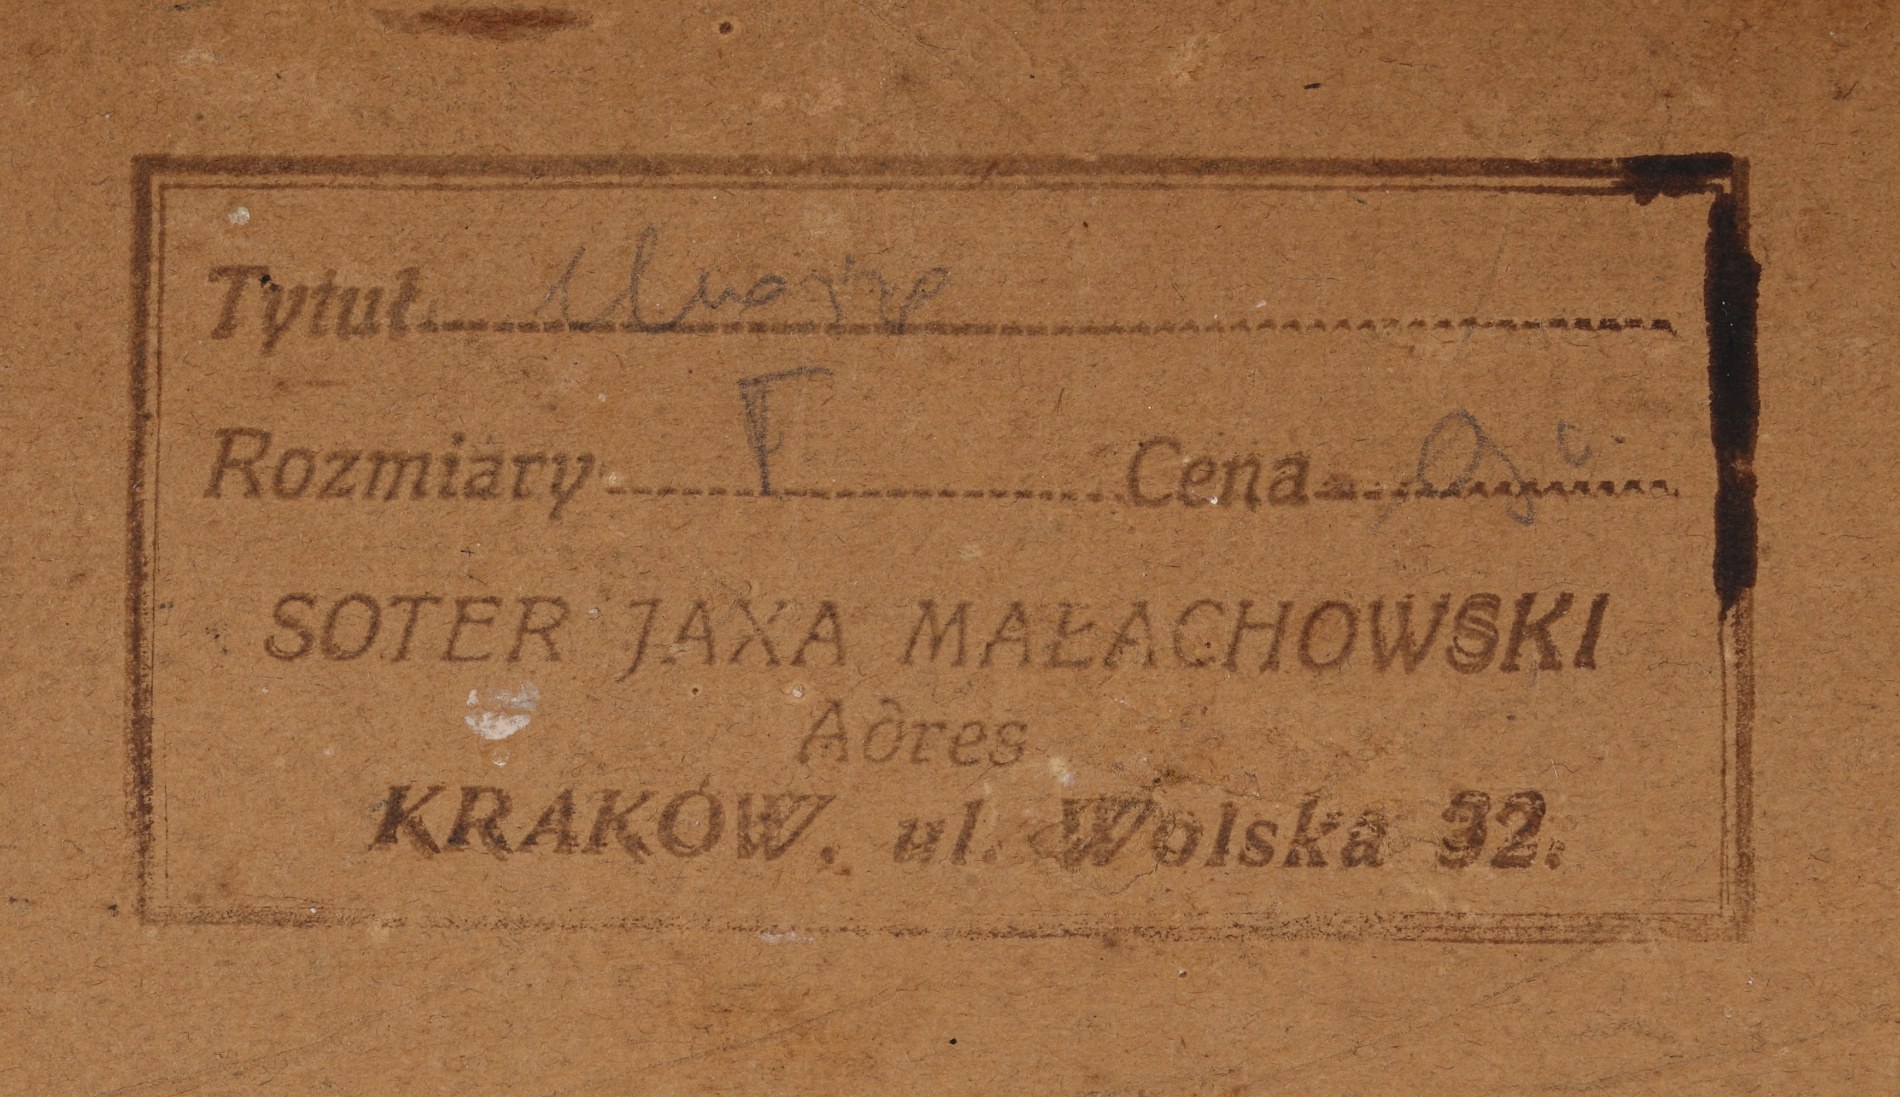 Tytuł
Rozmiary F Cena
SOTER JAXA MAŁACHOWSKI
Adres
KRAKÓW, ul. Wolska 32.